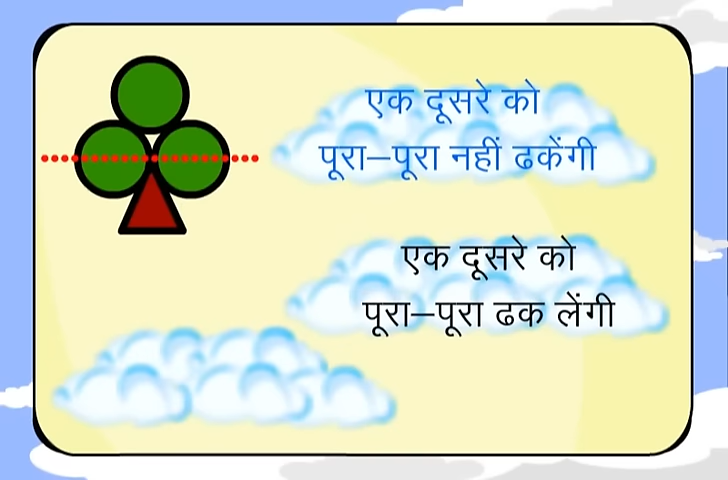 एक दूसरे को
पूरा–पूरा नहीं ढकेंगी
एक दूसरे को
पूरा–पूरा ढक लेंगी